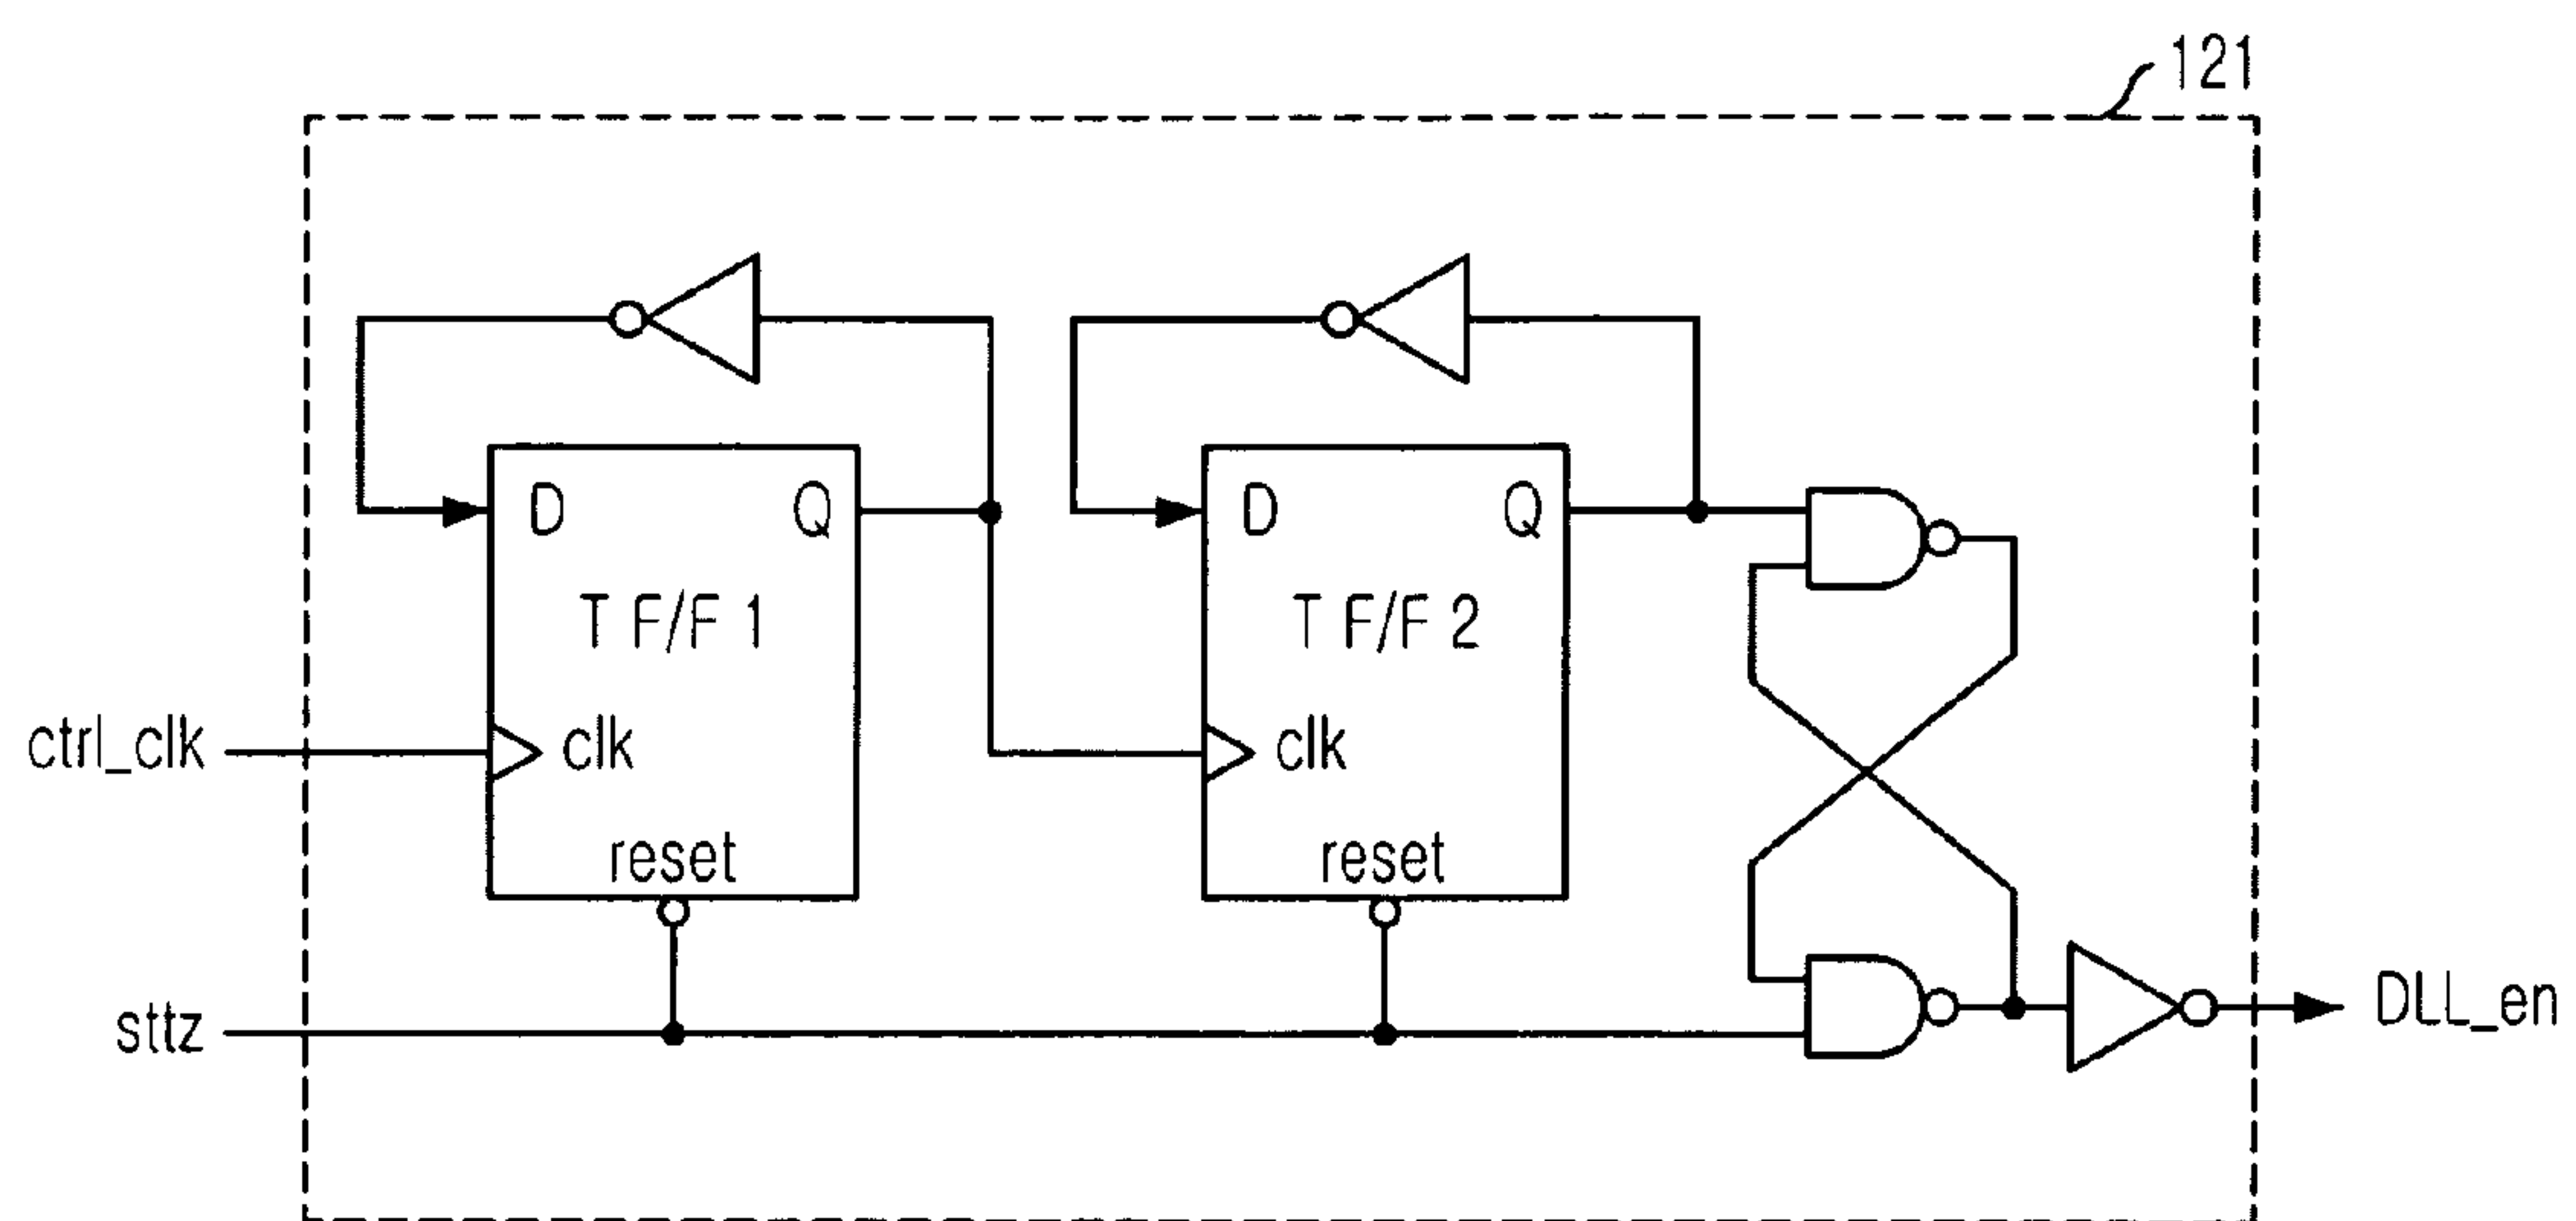 121
D Q
T F/F 1
clk
reset
D Q
T F/F 2
clk
reset
ctrl_clk
sttz
DLL_en